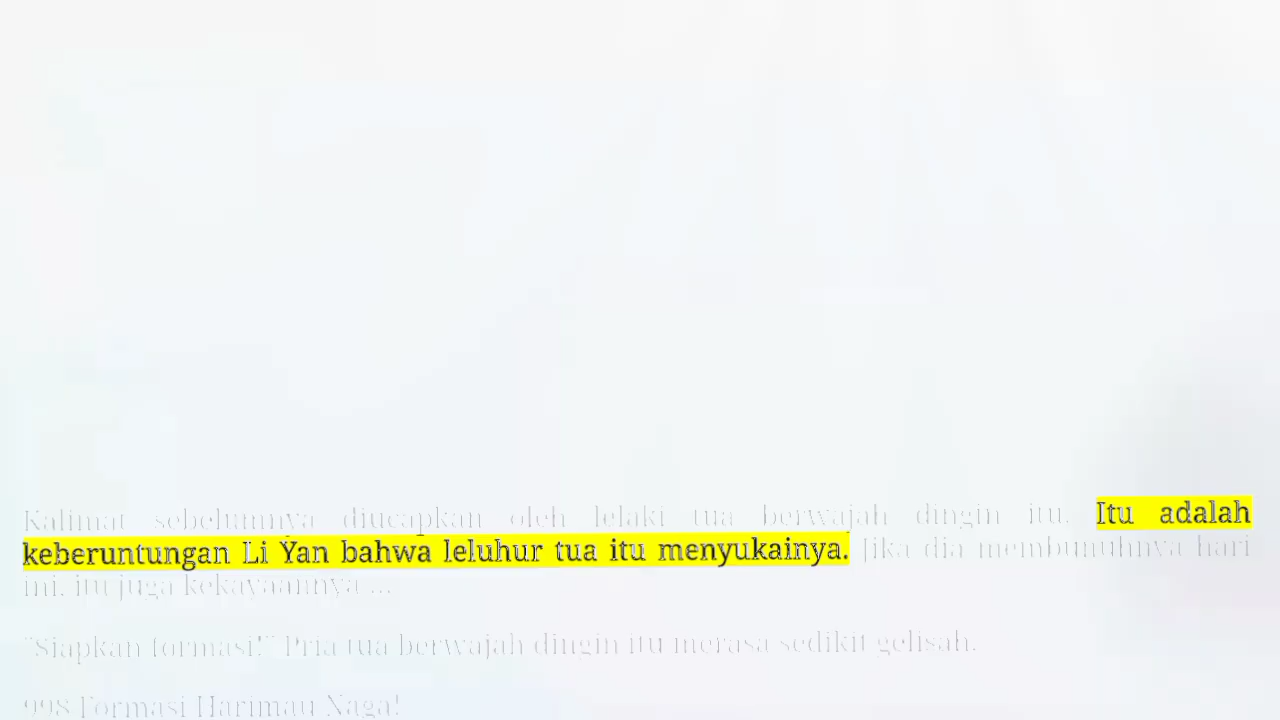 Kalimat sebelumnya diucapkan oleh lelaki tua berwajah dingin itu. Itu adalah
keberuntungan Li Yan bahwa leluhur tua itu menyukainya. Jika dia membunuhnya hari
ini, itu juga kekayaannya ...
"Siapkan formasi!" Pria tua berwajah dingin itu merasa sedikit gelisah.
998 Formasi Harimau Naga!